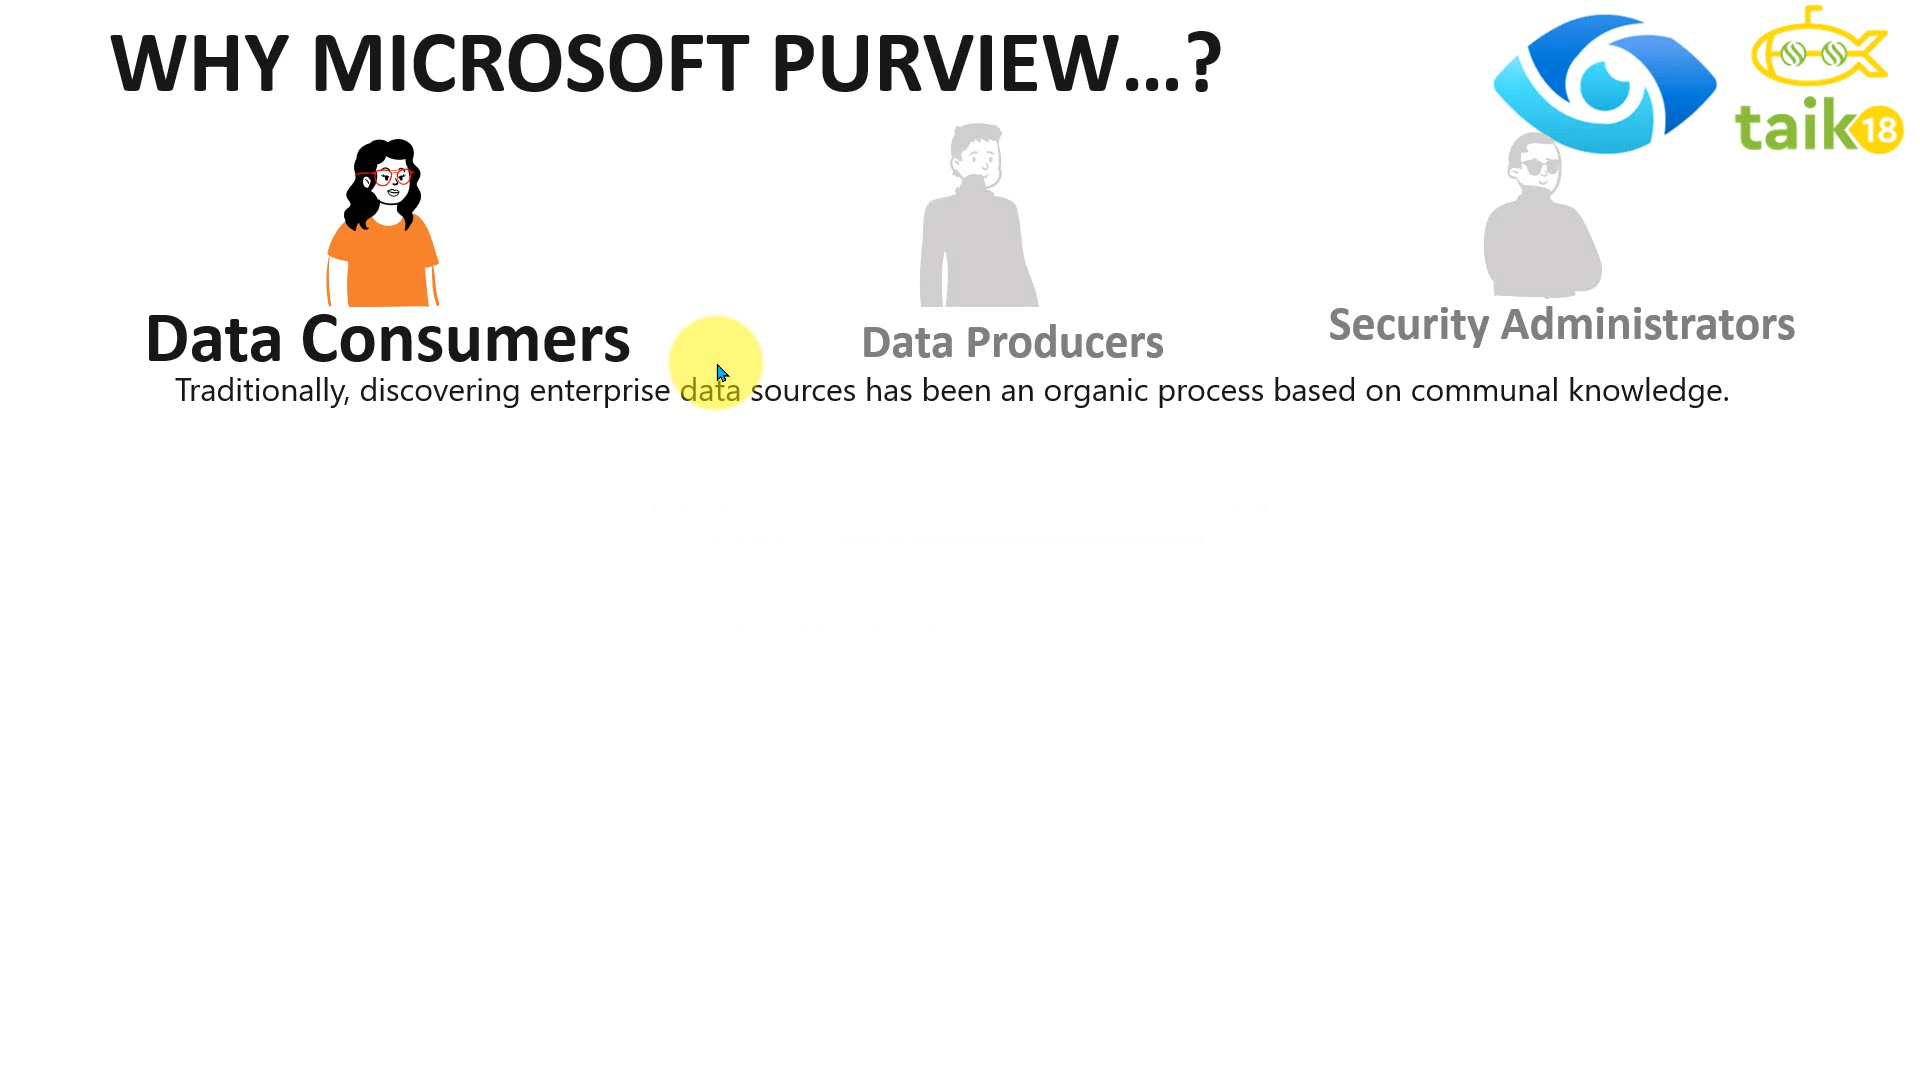 WHY MICROSOFT PURVIEW...?
taik18
Data Consumers
Data Producers
Security Administrators
Traditionally, discovering enterprise data sources has been an organic process based on communal knowledge.